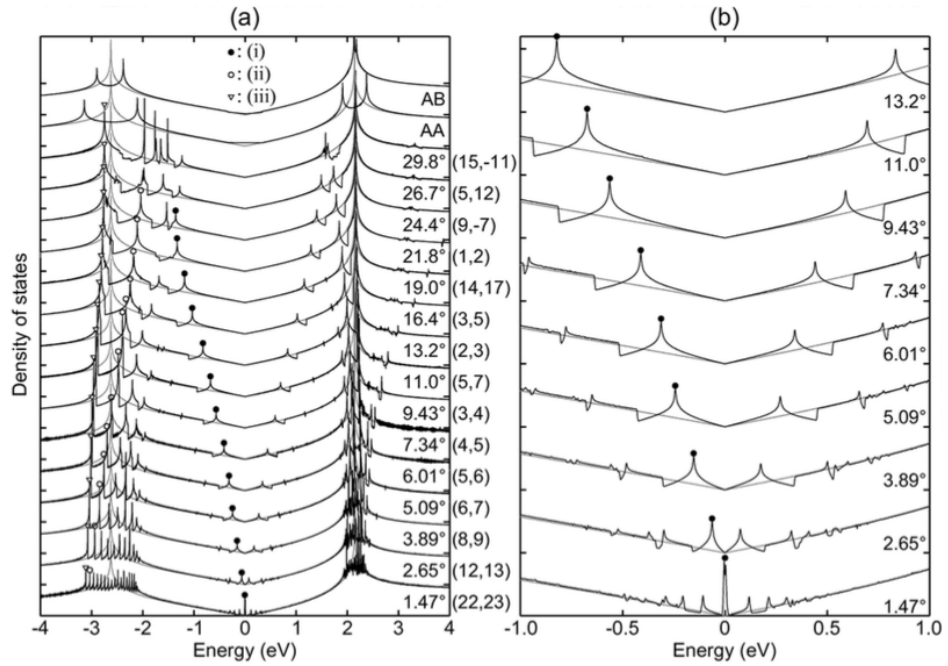 (a)
(b)
Density of states
●: (i)
○: (ii)
▽: (iii)
AB
AA
29.8° (15,-11)
26.7° (5,12)
24.4° (9,-7)
21.8° (1,2)
19.0° (14,17)
16.4° (3,5)
13.2° (2,3)
11.0° (5,7)
9.43° (3,4)
7.34° (4,5)
6.01° (5,6)
5.09° (6,7)
3.89° (8,9)
2.65° (12,13)
1.47° (22,23)
-4 -3 -2 -1 0 1 2 3 4
Energy (eV)
13.2°
11.0°
9.43°
7.34°
6.01°
5.09°
3.89°
2.65°
1.47°
-1.0 -0.5 0 0.5 1.0
Energy (eV)